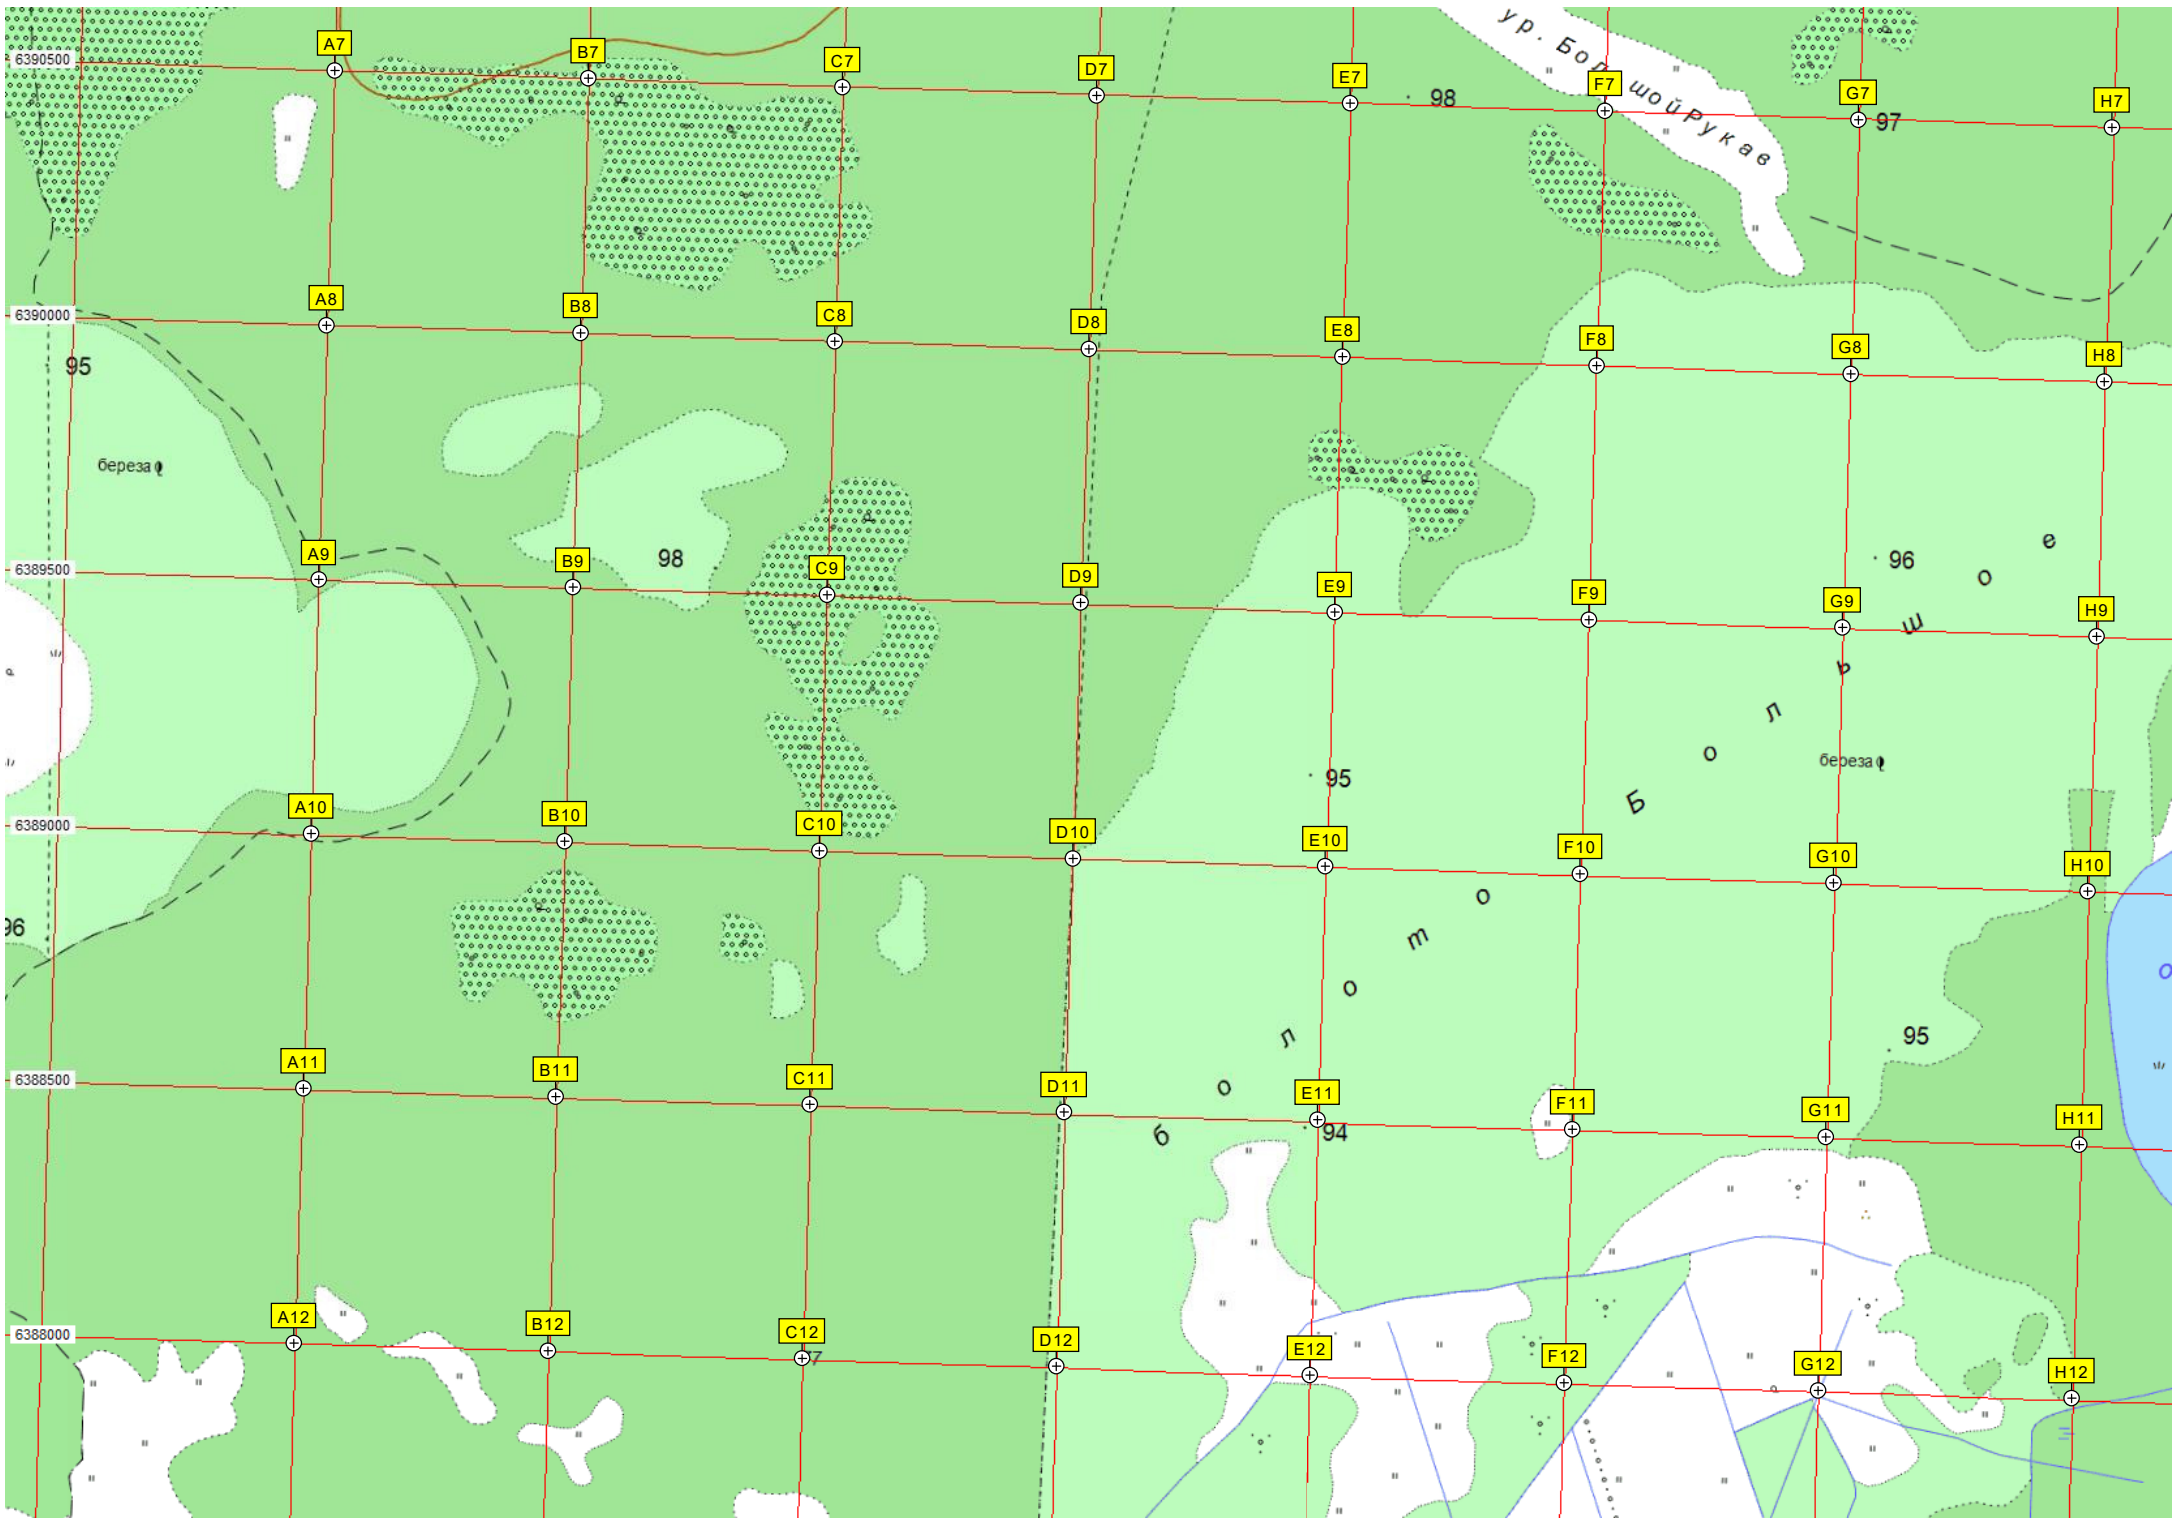 ур. Большой Рукав
A7 B7 C7 D7 E7 F7 G7 H7
6390500
98
97
A8 B8 C8 D8 E8 F8 G8 H8
6390000
95
береза
A9 B9 C9 D9 E9 F9 G9 H9
6389500
98
96
95
береза
болото Большое
A10 B10 C10 D10 E10 F10 G10 H10
6389000
96
95
о
A11 B11 C11 D11 E11 F11 G11 H11
6388500
94
A12 B12 C12 D12 E12 F12 G12 H12
6388000